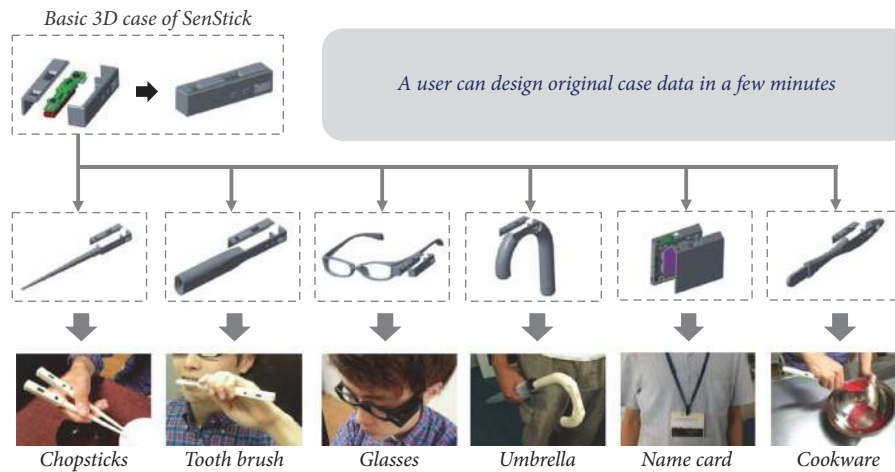 Basic 3D case of SenStick
A user can design original case data in a few minutes
Chopsticks
Tooth brush
Glasses
Umbrella
Name card
Cookware